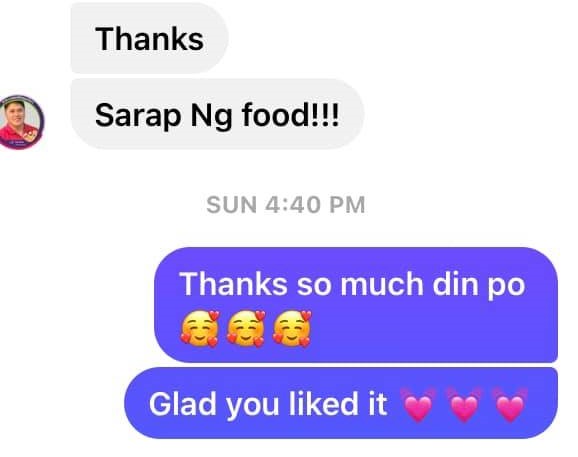 Thanks
Sarap Ng food!!!
SUN 4:40 PM
Thanks so much din po
🥰 🥰 🥰
Glad you liked it 💓 💓 💓